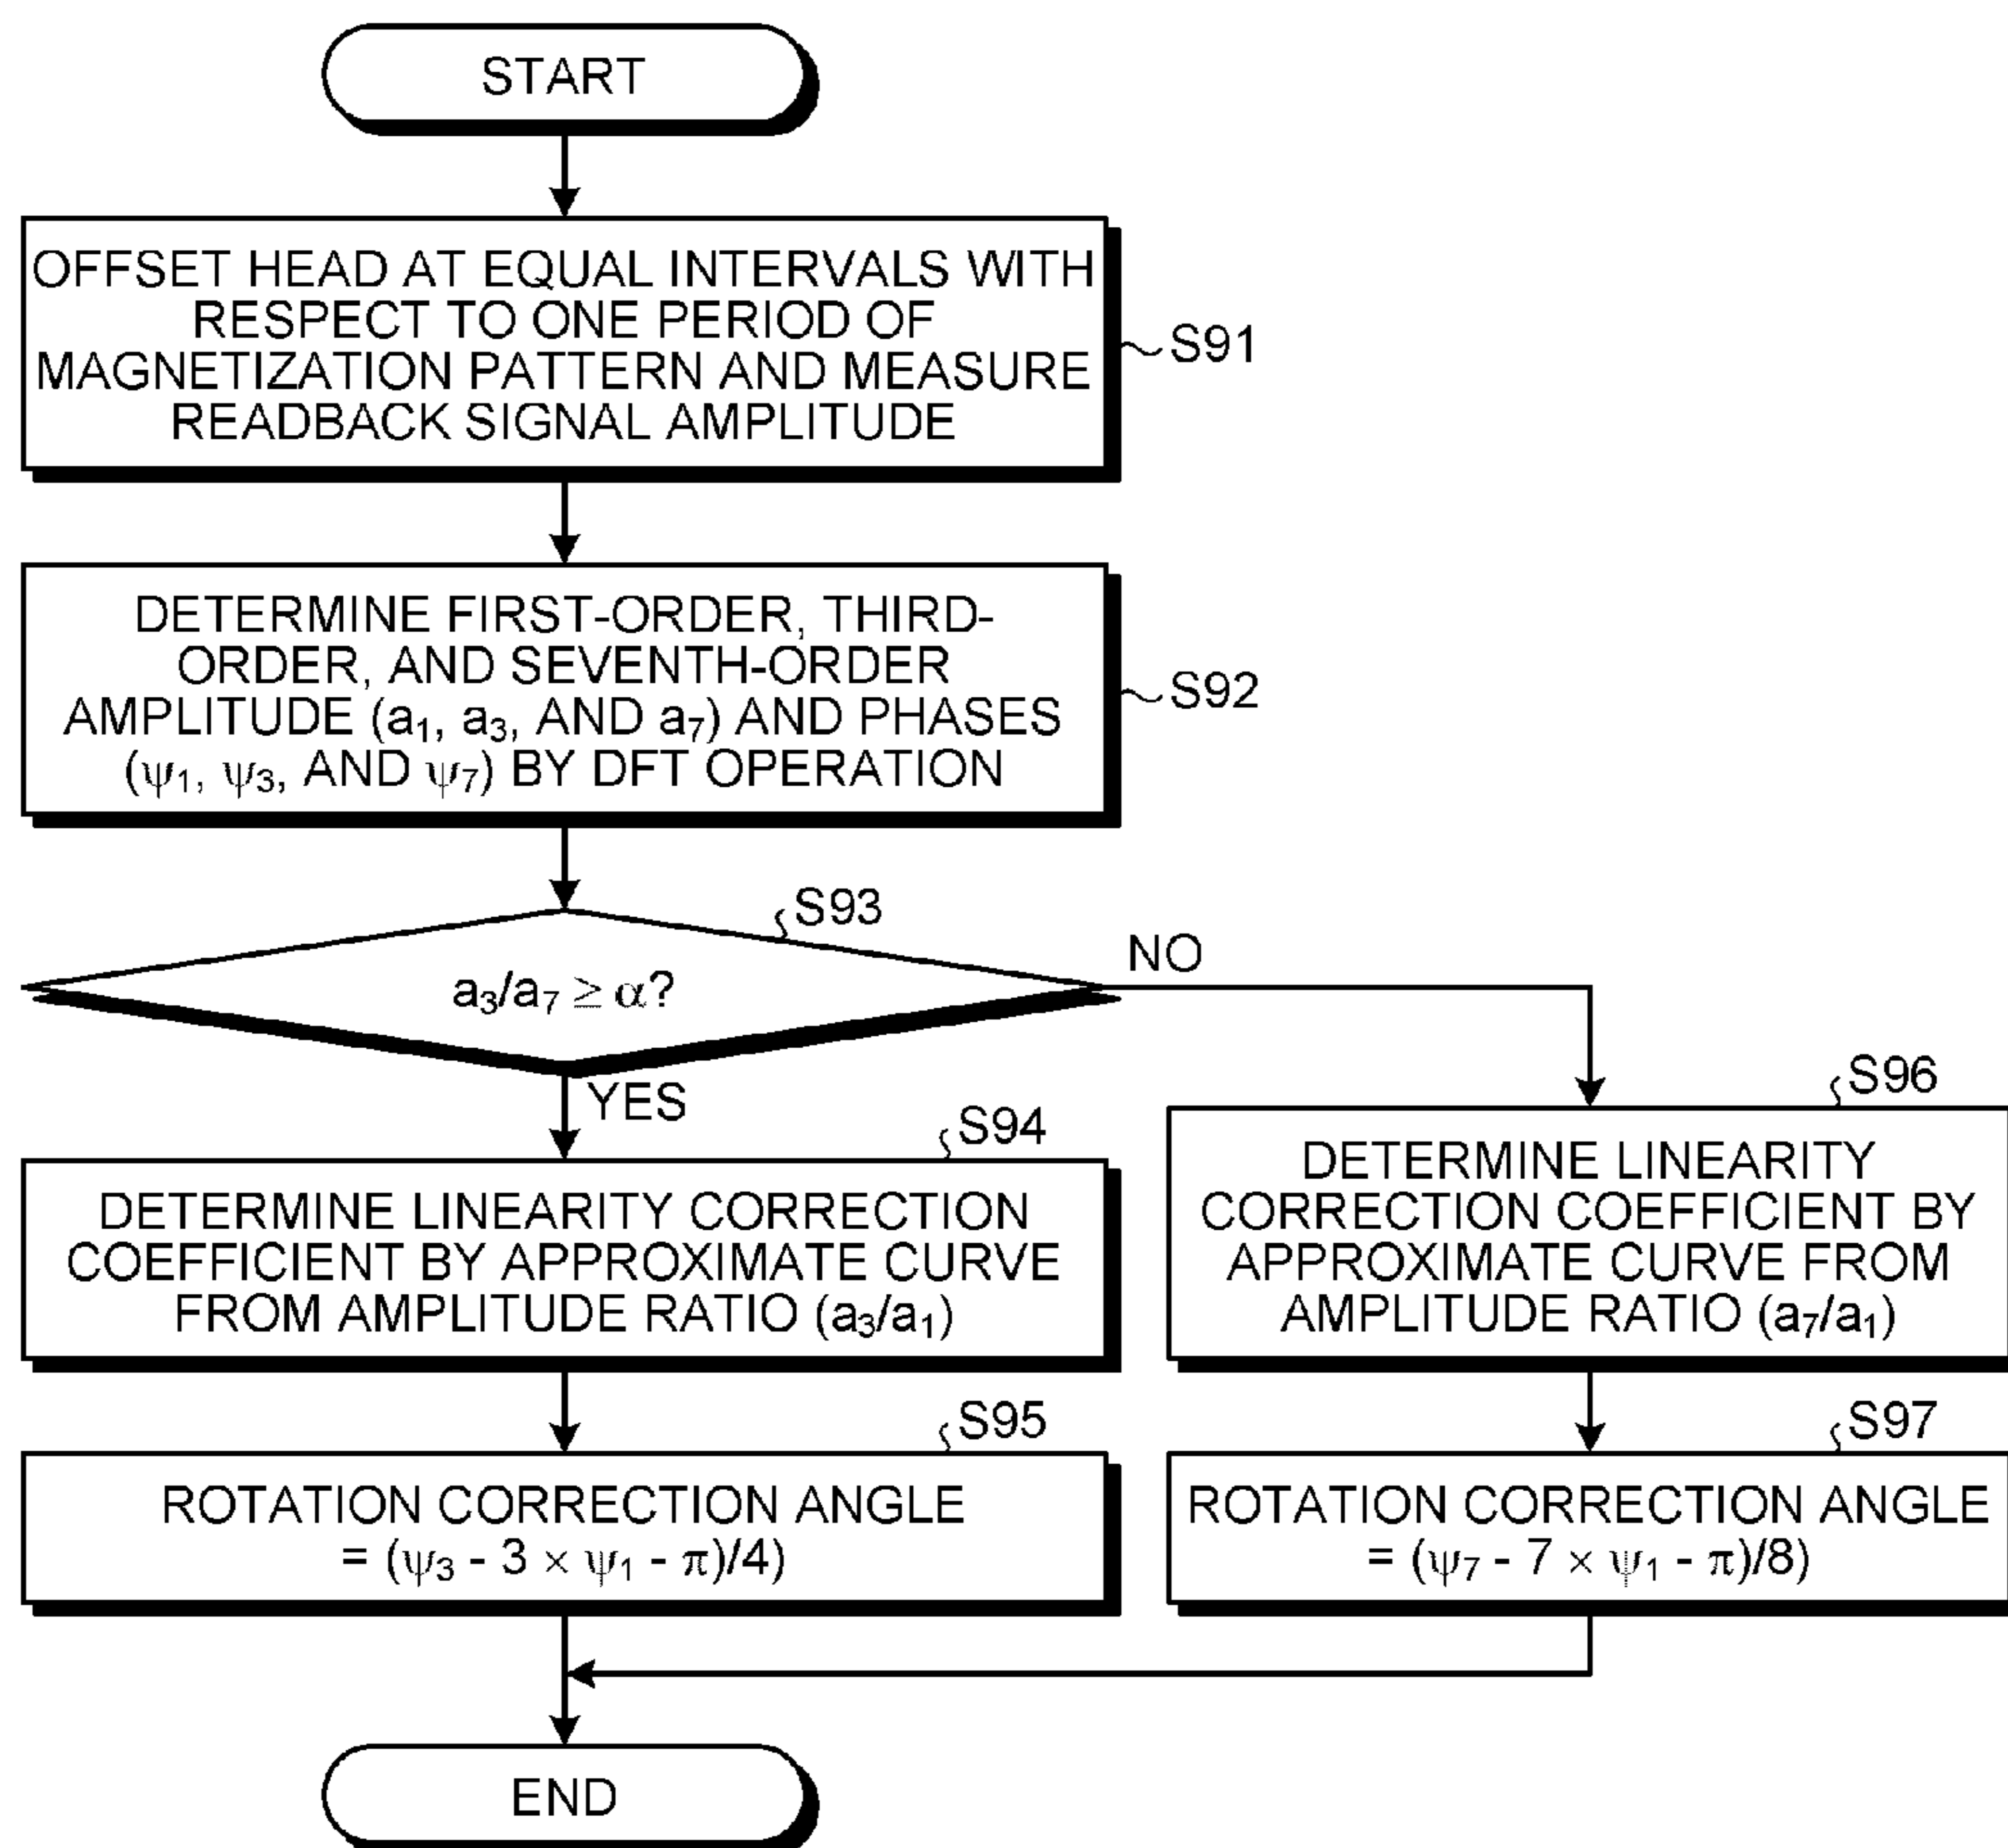 START
OFFSET HEAD AT EQUAL INTERVALS WITH
RESPECT TO ONE PERIOD OF
MAGNETIZATION PATTERN AND MEASURE
READBACK SIGNAL AMPLITUDE
S91
DETERMINE FIRST-ORDER, THIRD-
ORDER, AND SEVENTH-ORDER
AMPLITUDE (a₁, a₃, AND a₇) AND PHASES
(ψ₁, ψ₃, AND ψ₇) BY DFT OPERATION
S92
S93
a₃/a₇ ≥ α?
NO
YES
S94
DETERMINE LINEARITY CORRECTION
COEFFICIENT BY APPROXIMATE CURVE
FROM AMPLITUDE RATIO (a₃/a₁)
S95
ROTATION CORRECTION ANGLE
= (ψ₃ - 3 × ψ₁ - π)/4)
S96
DETERMINE LINEARITY
CORRECTION COEFFICIENT BY
APPROXIMATE CURVE FROM
AMPLITUDE RATIO (a₇/a₁)
S97
ROTATION CORRECTION ANGLE
= (ψ₇ - 7 × ψ₁ - π)/8)
END